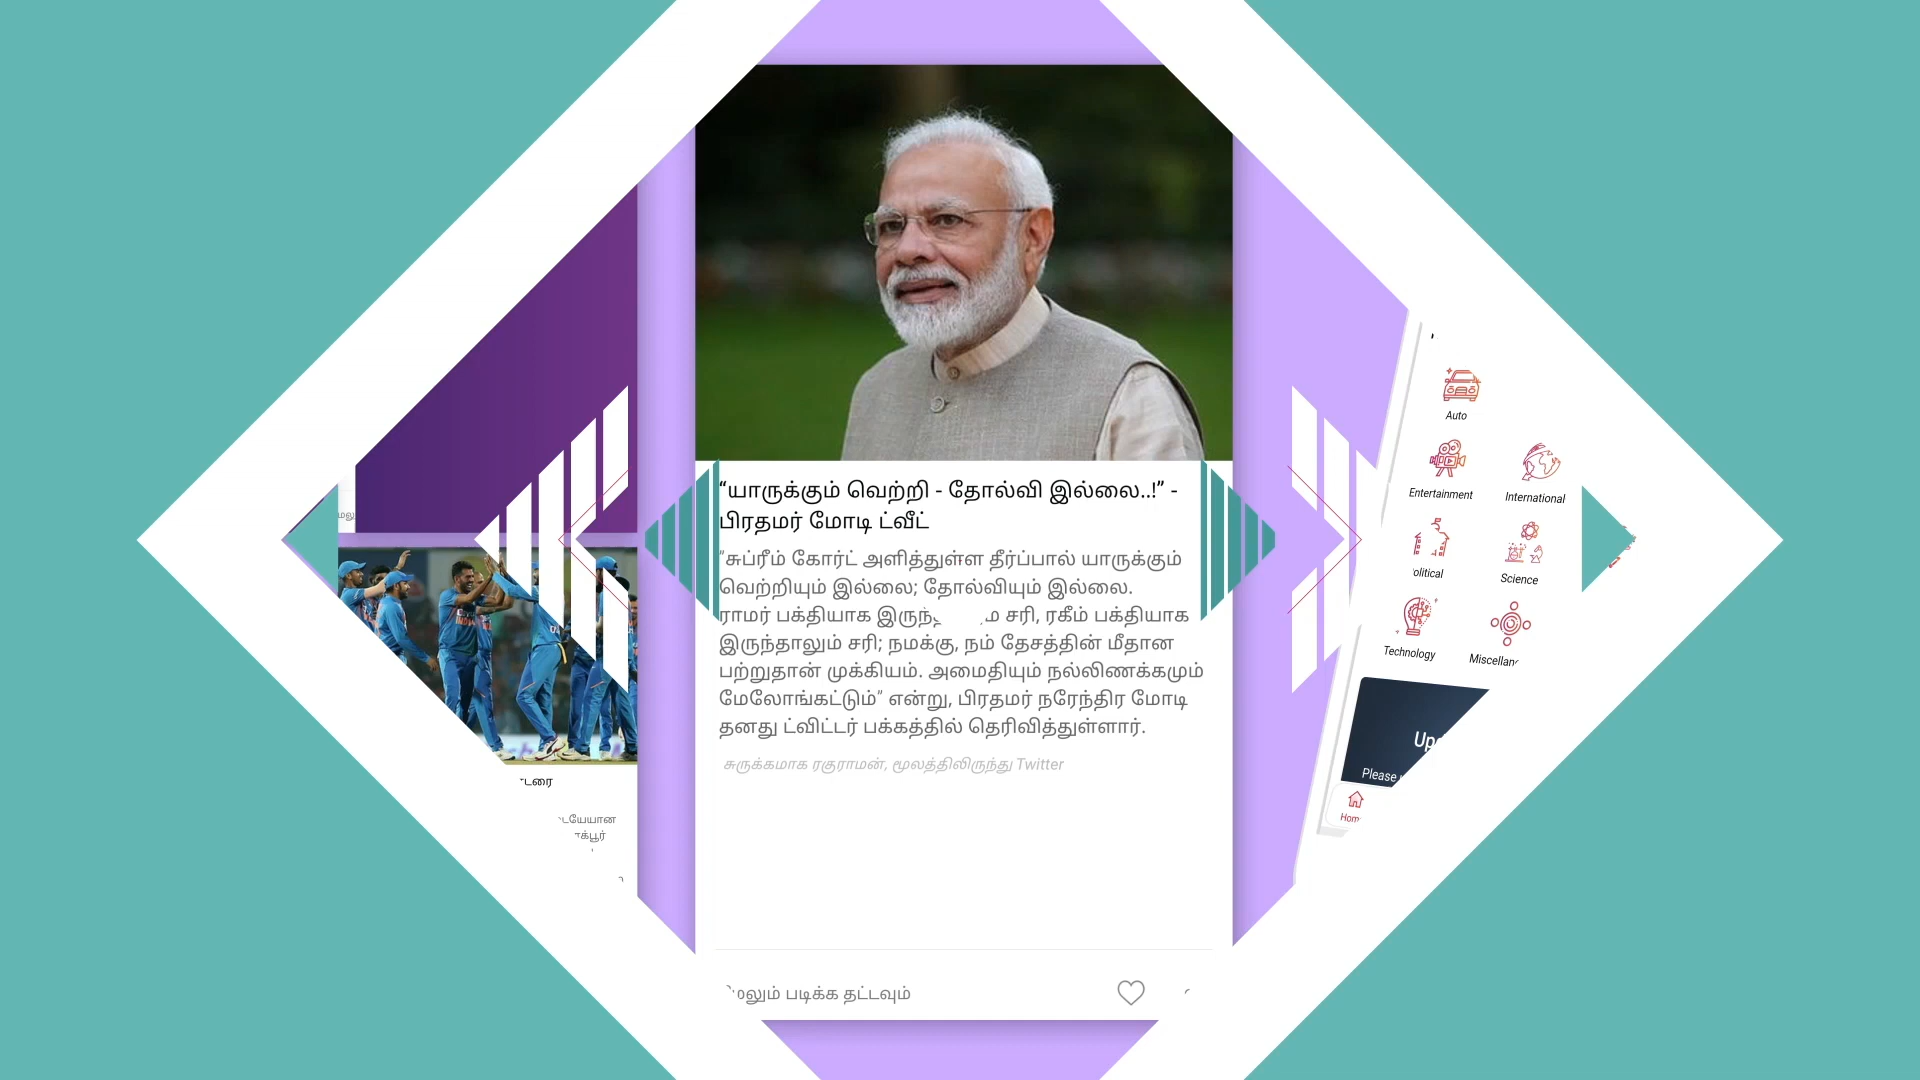 “யாருக்கும் வெற்றி - தோல்வி இல்லை..!” -
பிரதமர் மோடி ட்வீட்
"சுப்ரீம் கோர்ட் அளித்துள்ள தீர்ப்பால் யாருக்கும்
வெற்றியும் இல்லை; தோல்வியும் இல்லை.
ராமர் பக்தியாக சரி, ரகீம் பக்தியாக
இருந்தாலும் சரி; நமக்கு, நம் தேசத்தின் மீதான
பற்றுதான் முக்கியம். அமைதியும் நல்லிணக்கமும்
மேலோங்கட்டும்" என்று, பிரதமர் நரேந்திர மோடி
தனது ட்விட்டர் பக்கத்தில் தெரிவித்துள்ளார்.
சுருக்கமாக ரகுராமன், மூலத்திலிருந்து Twitter
படிக்க தட்டவும்
Auto
Entertainment
International
Science
Technology
Please